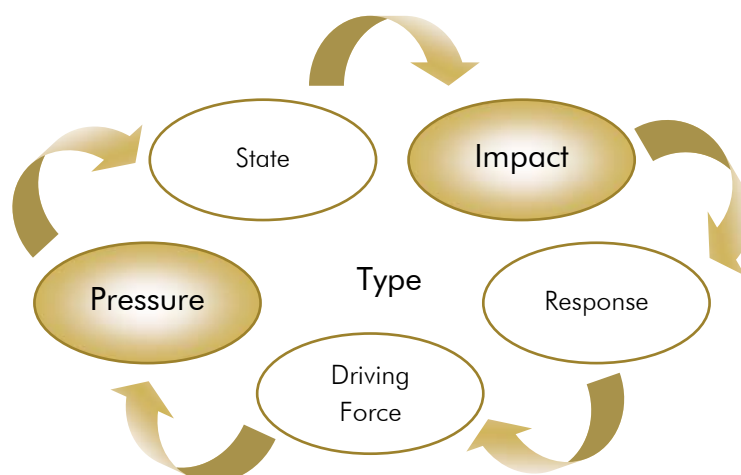 State
Impact
Type
Pressure
Response
Driving
Force